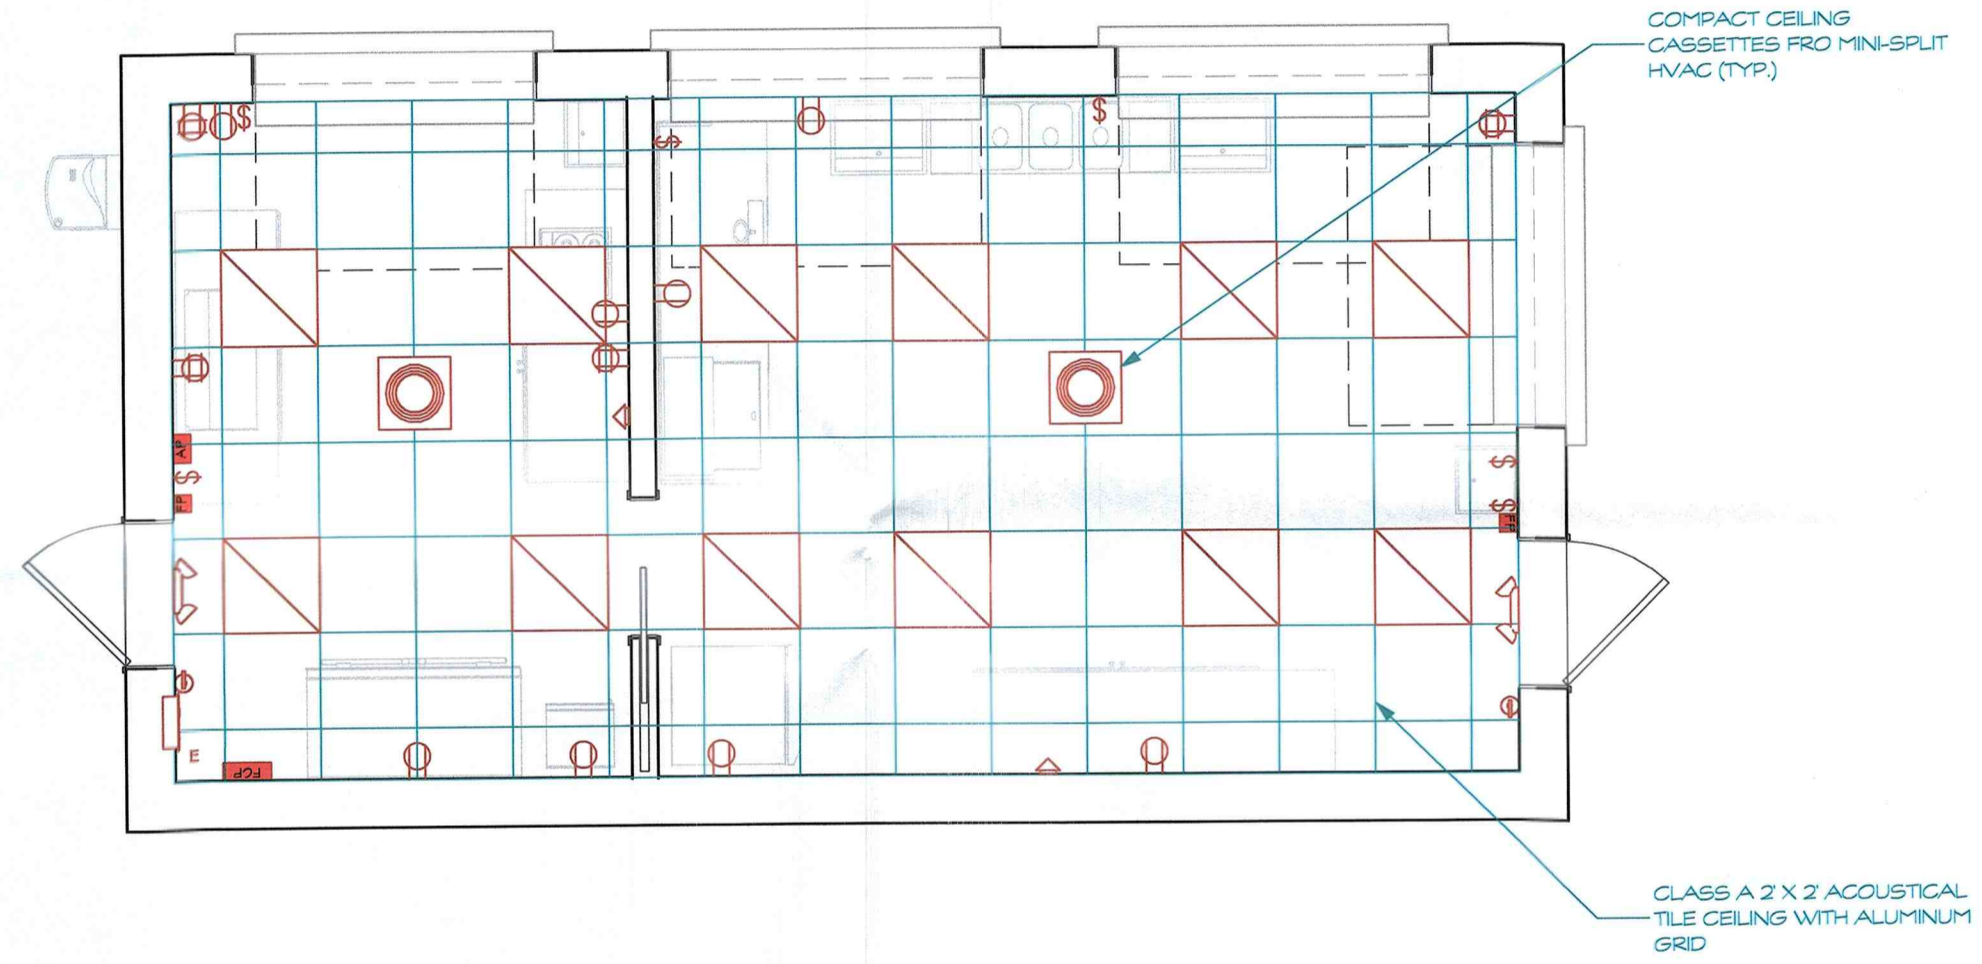 COMPACT CEILING
CASSETTES FRO MINI-SPLIT
HVAC (TYP.)
$
$
$
AP
$
FP
$
$
FP
E
FCP
CLASS A 2' X 2' ACOUSTICAL
TILE CEILING WITH ALUMINUM
GRID